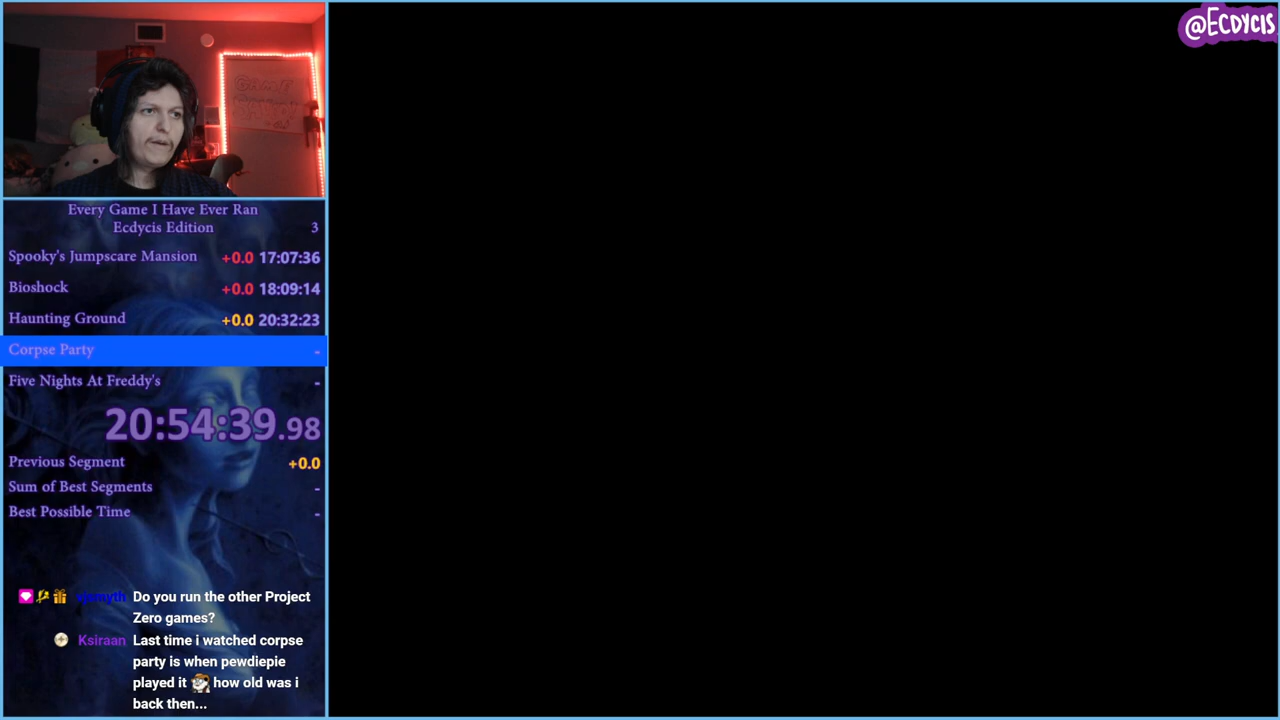 @ECDYCIS
GAME
Every Game I Have Ever Ran
Ecdycis Edition 3
Spooky's Jumpscare Mansion +0.0 17:07:36
Bioshock +0.0 18:09:14
Haunting Ground +0.0 20:32:23
Corpse Party -
Five Nights At Freddy's -
20:54:39.98
Previous Segment +0.0
Sum of Best Segments -
Best Possible Time -
Do you run the other Project
Zero games?
Ksiraan Last time i watched corpse
party is when pewdiepie
played it how old was i
back then...